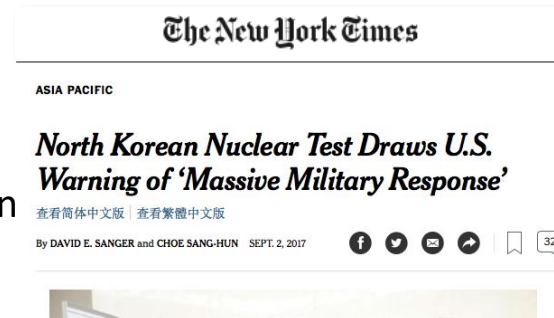 The New York Times
ASIA PACIFIC
North Korean Nuclear Test Draws U.S.
Warning of ‘Massive Military Response’
n
查看简体中文版 | 查看繁體中文版
By DAVID E. SANGER and CHOE SANG-HUN SEPT. 2, 2017